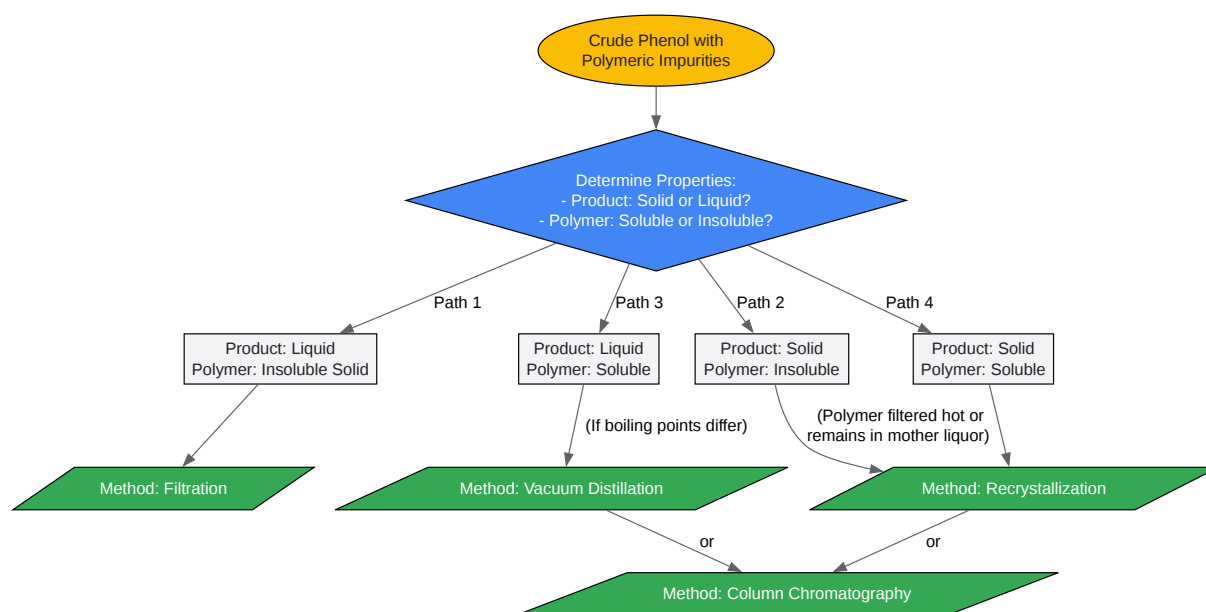 Crude Phenol with
Polymeric Impurities
Determine Properties:
- Product: Solid or Liquid?
- Polymer: Soluble or Insoluble?
Path 1
Path 3
Path 2
Path 4
Product: Liquid
Polymer: Insoluble Solid
Product: Liquid
Polymer: Soluble
Product: Solid
Polymer: Insoluble
Product: Solid
Polymer: Soluble
(If boiling points differ)
(Polymer filtered hot or
remains in mother liquor)
Method: Filtration
Method: Vacuum Distillation
Method: Recrystallization
or
or
Method: Column Chromatography